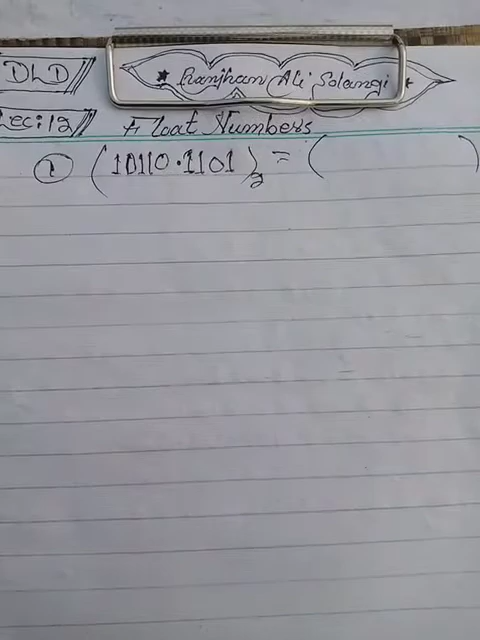 DLD
Ranjhan Ali Solangi
Lec:12
Float Numbers
① (10110.1101)₂ = ( )